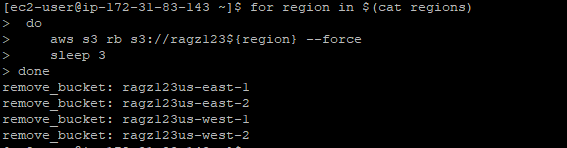 [ec2-user@ip-172-31-83-143 ~]$ for region in $(cat regions)
>  do
>     aws s3 rb s3://ragz123${region} --force
>     sleep 3
> done
remove_bucket: ragz123us-east-1
remove_bucket: ragz123us-east-2
remove_bucket: ragz123us-west-1
remove_bucket: ragz123us-west-2